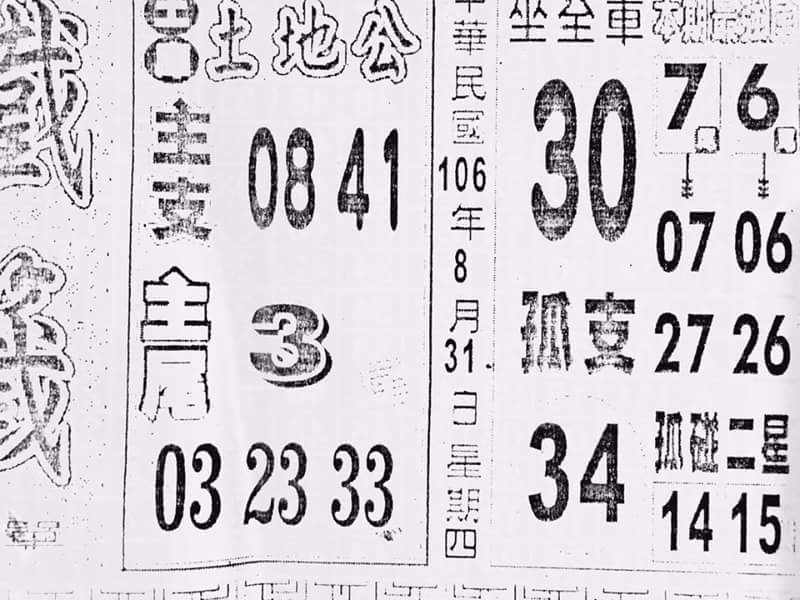 土地公
主支
08 41
主尾
3
03 23 33
中華民國106年8月31日星期四
坐全車
30
孤支
34
7 6
尾 尾
07 06
27 26
孤碰二星
14 15